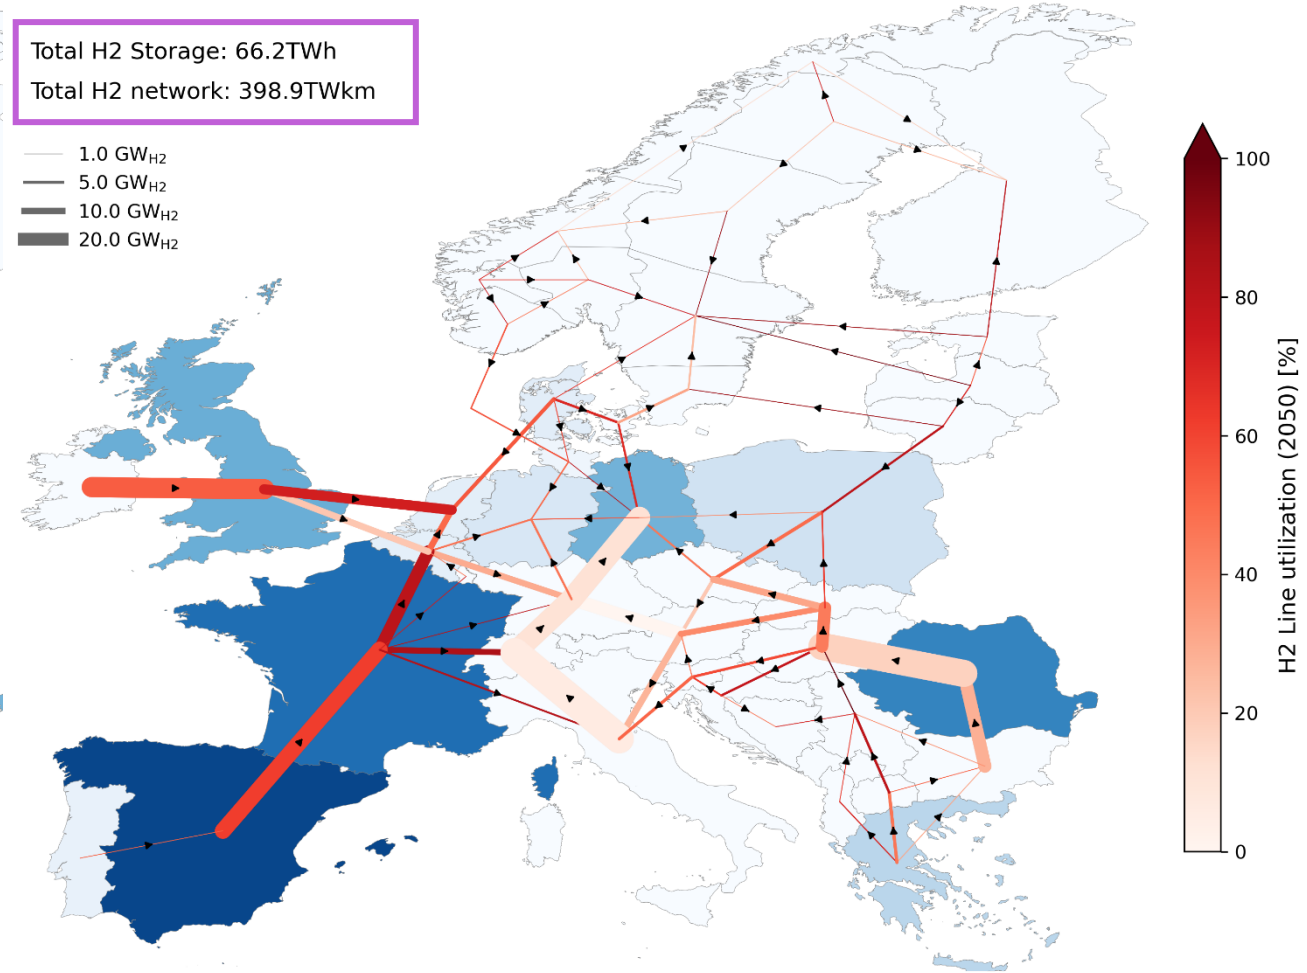 Total H2 Storage: 66.2TWh
Total H2 network: 398.9TWkm
1.0 GWH2
5.0 GWH2
10.0 GWH2
20.0 GWH2
100
80
60
40
20
0
H2 Line utilization (2050) [%]